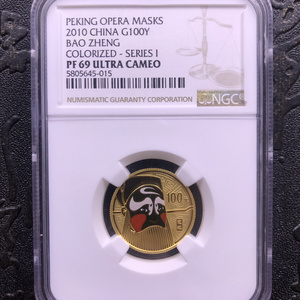 PEKING OPERA MASKS
2010 CHINA G100Y
BAO ZHENG
COLORIZED - SERIES I
PF 69 ULTRA CAMEO
5805645-015
NUMISMATIC GUARANTY CORPORATION
NGC
100